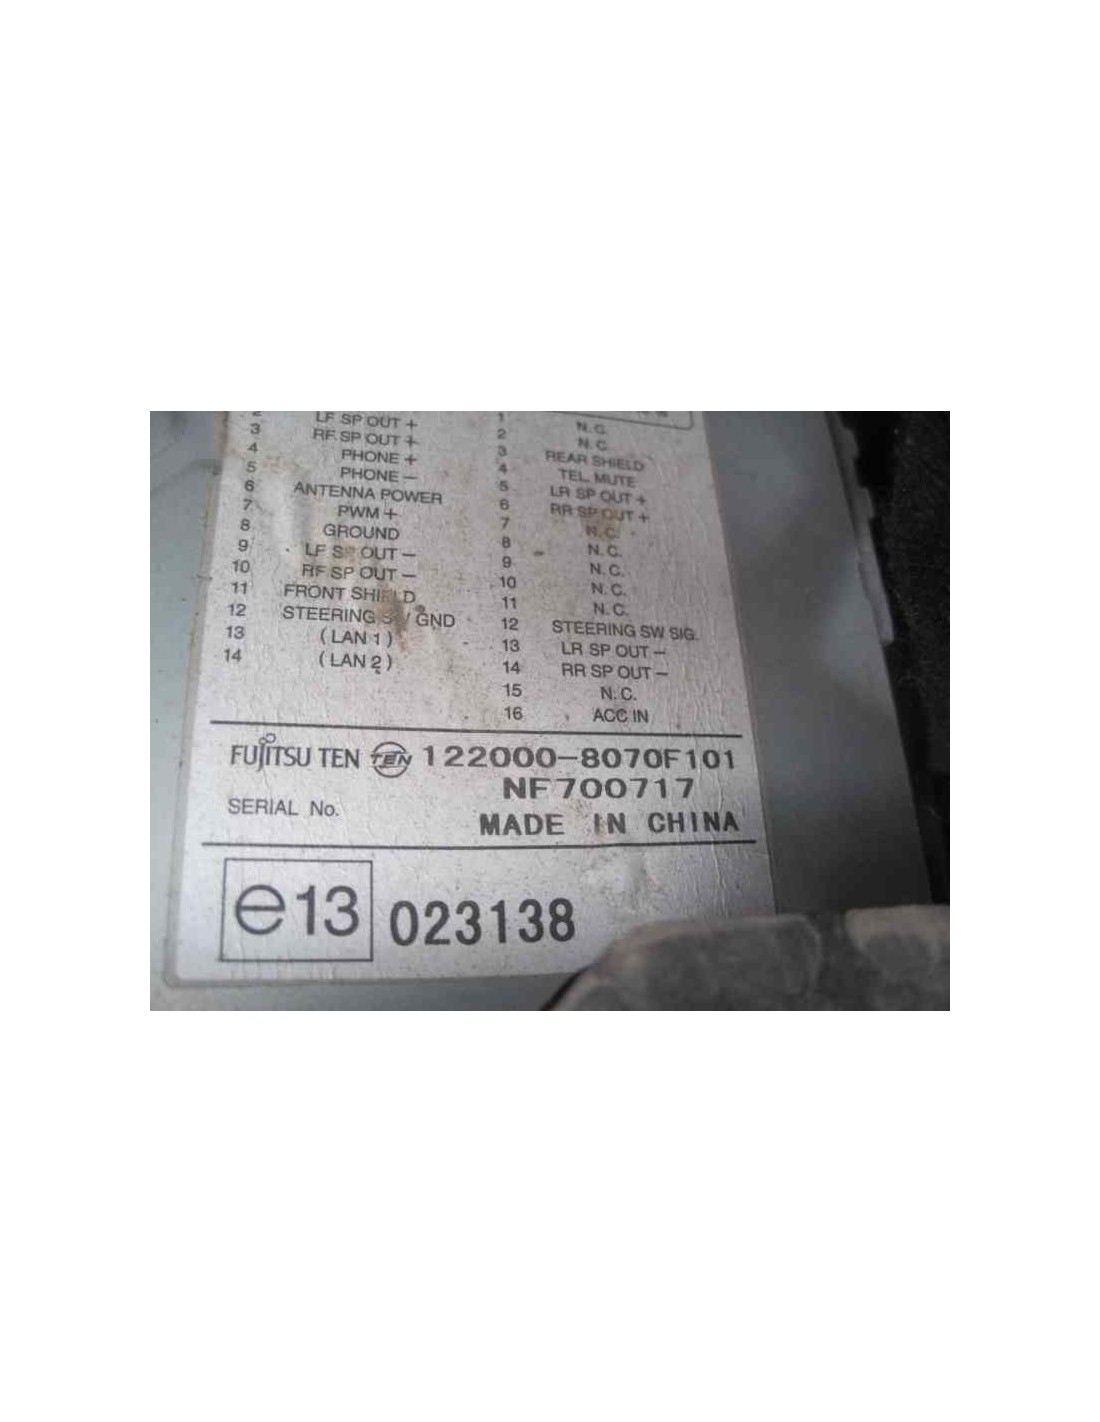 2 LF SP OUT +
3 RF SP OUT +
4 PHONE +
5 PHONE −
6 ANTENNA POWER
7 PWM +
8 GROUND
9 LF SP OUT −
10 RF SP OUT −
11 FRONT SHIELD
12 STEERING SW GND
13 (LAN 1)
14 (LAN 2)
1 N.C.
2 N.C.
3 REAR SHIELD
4 TEL. MUTE
5 LR SP OUT +
6 RR SP OUT +
7 N.C.
8 N.C.
9 N.C.
10 N.C.
11 N.C.
12 STEERING SW SIG.
13 LR SP OUT −
14 RR SP OUT −
15 N.C.
16 ACC IN
FUJITSU TEN TEN 122000-8070F101
NF700717
SERIAL No.
MADE IN CHINA
e13 023138